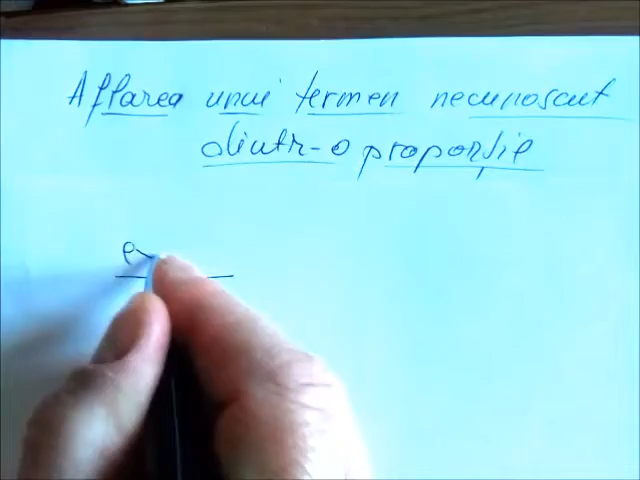 Aflarea unui termen necunoscut
dintr-o proporție
e